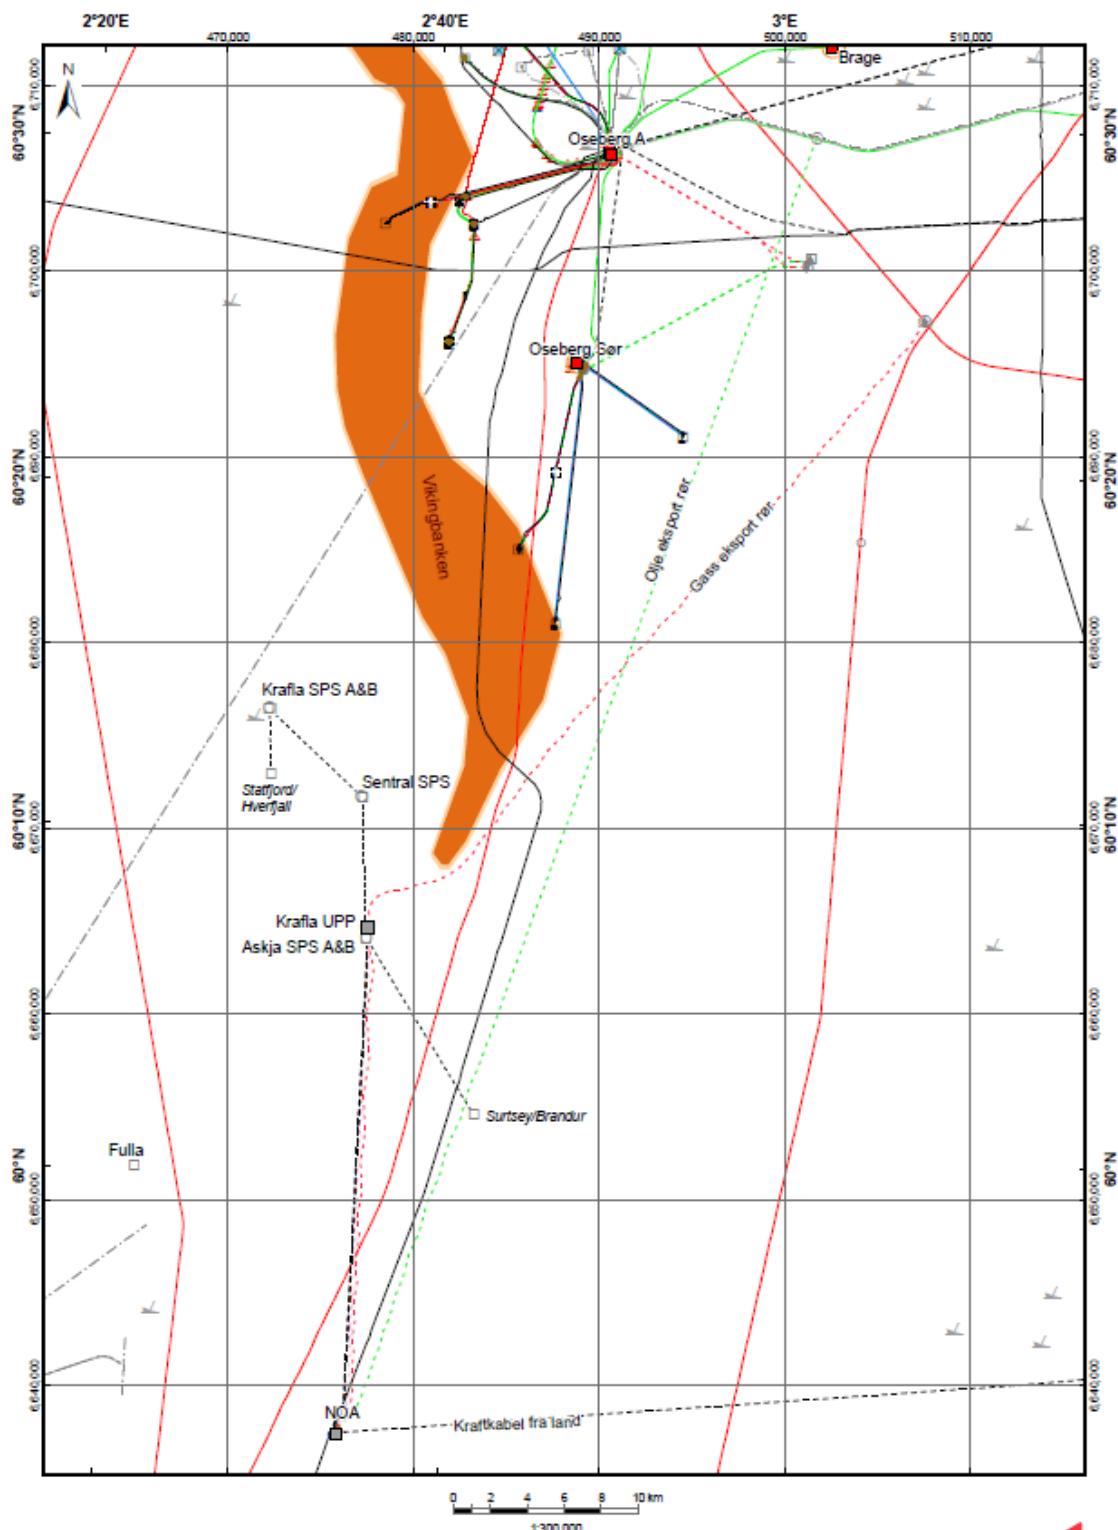 2°20'E
2°40'E
3°E
470,000
480,000
490,000
500,000
510,000
N
Brage
6,710,000
6,710,000
60°30'N
60°30'N
Oseberg A
6,700,000
6,700,000
Oseberg Sør
6,690,000
6,690,000
60°20'N
60°20'N
Vikingbanken
Olje eksport rør
Gass eksport rør
6,680,000
6,680,000
Krafla SPS A&B
Sentral SPS
Statfjord/
Hverfjall
60°10'N
60°10'N
6,670,000
6,670,000
Krafla UPP
Askja SPS A&B
6,660,000
6,660,000
Surtsey/Brandur
Fulla
60°N
60°N
6,650,000
6,650,000
6,640,000
6,640,000
NOA
Kraftkabel fra land
0 2 4 6 8 10 km
1:300,000